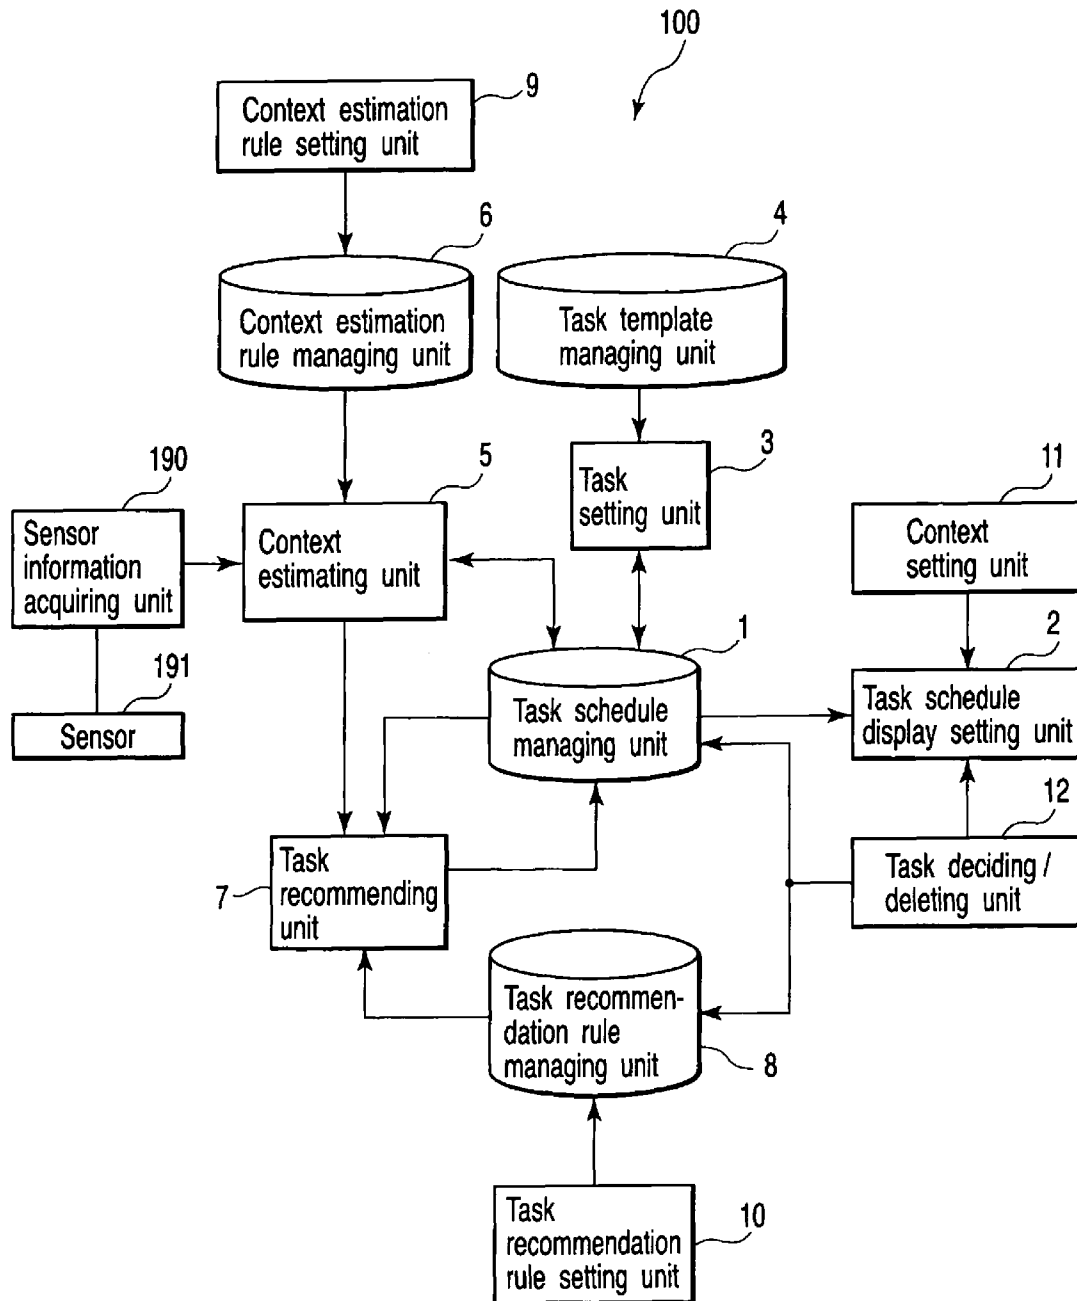 100
9
Context estimation
rule setting unit
6
4
Context estimation
rule managing unit
Task template
managing unit
190
5
3
11
Sensor
information
acquiring unit
Context
estimating unit
Task
setting unit
Context
setting unit
191
1
2
Sensor
Task schedule
managing unit
Task schedule
display setting unit
12
7
Task
recommending
unit
Task deciding /
deleting unit
Task recommen-
dation rule
managing unit
8
10
Task
recommendation
rule setting unit